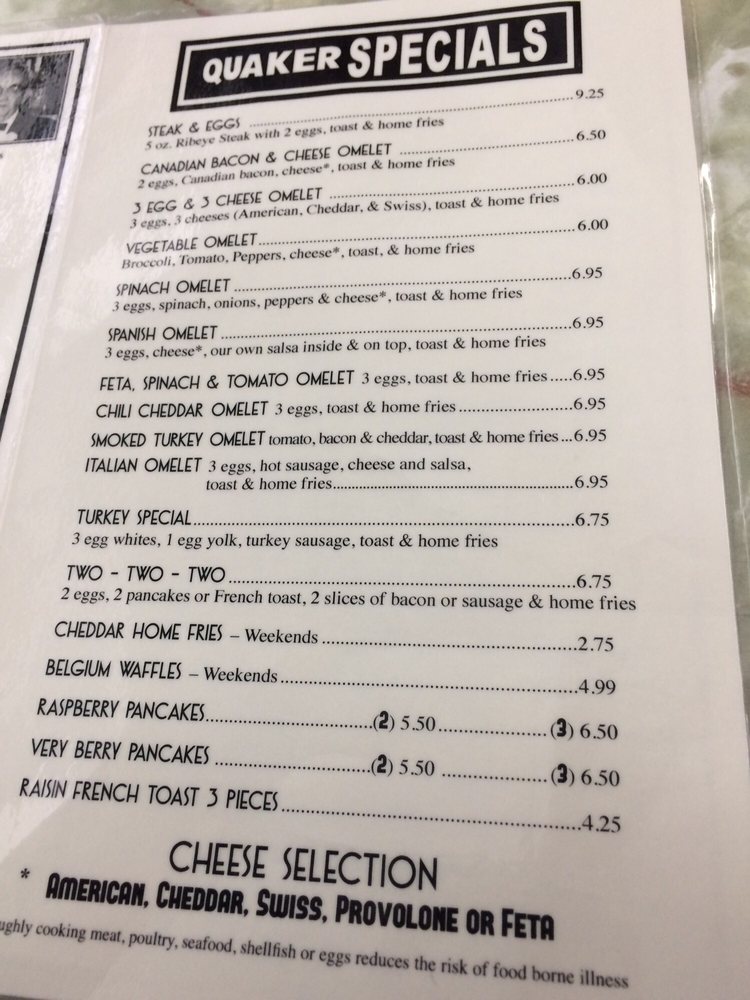 QUAKER SPECIALS
STEAK & EGGS ........ 9.25
5 oz. Ribeye Steak with 2 eggs, toast & home fries
CANADIAN BACON & CHEESE OMELET ........ 6.50
2 eggs, Canadian bacon, cheese*, toast & home fries
3 EGG & 3 CHEESE OMELET ........ 6.00
3 eggs, 3 cheeses (American, Cheddar, & Swiss), toast & home fries
VEGETABLE OMELET ........ 6.00
Broccoli, Tomato, Peppers, cheese*, toast, & home fries
SPINACH OMELET ........ 6.95
3 eggs, spinach, onions, peppers & cheese*, toast & home fries
SPANISH OMELET ........ 6.95
3 eggs, cheese*, our own salsa inside & on top, toast & home fries
FETA, SPINACH & TOMATO OMELET 3 eggs, toast & home fries .....6.95
CHILI CHEDDAR OMELET 3 eggs, toast & home fries ........ 6.95
SMOKED TURKEY OMELET tomato, bacon & cheddar, toast & home fries ...6.95
ITALIAN OMELET 3 eggs, hot sausage, cheese and salsa,
toast & home fries ........ 6.95
TURKEY SPECIAL ........ 6.75
3 egg whites, 1 egg yolk, turkey sausage, toast & home fries
TWO - TWO - TWO ........ 6.75
2 eggs, 2 pancakes or French toast, 2 slices of bacon or sausage & home fries
CHEDDAR HOME FRIES – Weekends ........ 2.75
BELGIUM WAFFLES – Weekends ........ 4.99
RASPBERRY PANCAKES ........ (2) 5.50 ........ (3) 6.50
VERY BERRY PANCAKES ........ (2) 5.50 ........ (3) 6.50
RAISIN FRENCH TOAST 3 PIECES ........ 4.25
CHEESE SELECTION
* AMERICAN, CHEDDAR, SWISS, PROVOLONE OR FETA
ughly cooking meat, poultry, seafood, shellfish or eggs reduces the risk of food borne illness